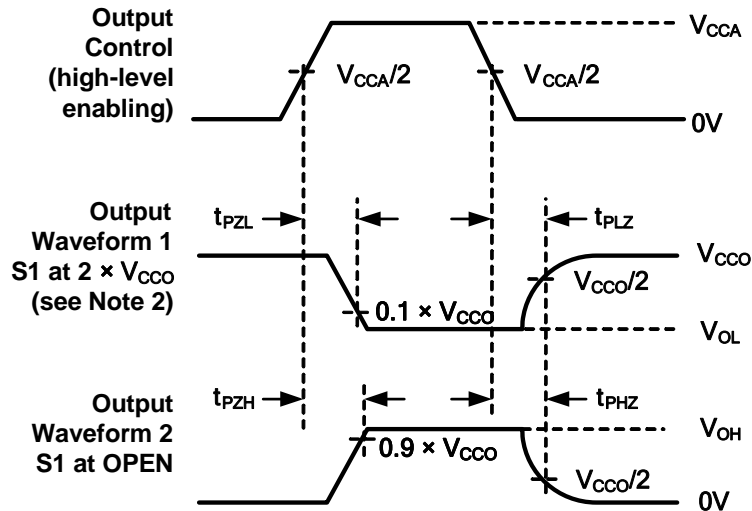 Output
Control
(high-level
enabling)
V_CCA/2
V_CCA/2
V_CCA
0V
Output
Waveform 1
S1 at 2 × V_CCO
(see Note 2)
t_PZL
t_PLZ
V_CCO
V_CCO/2
0.1 × V_CCO
V_OL
Output
Waveform 2
S1 at OPEN
t_PZH
t_PHZ
V_OH
0.9 × V_CCO
V_CCO/2
0V